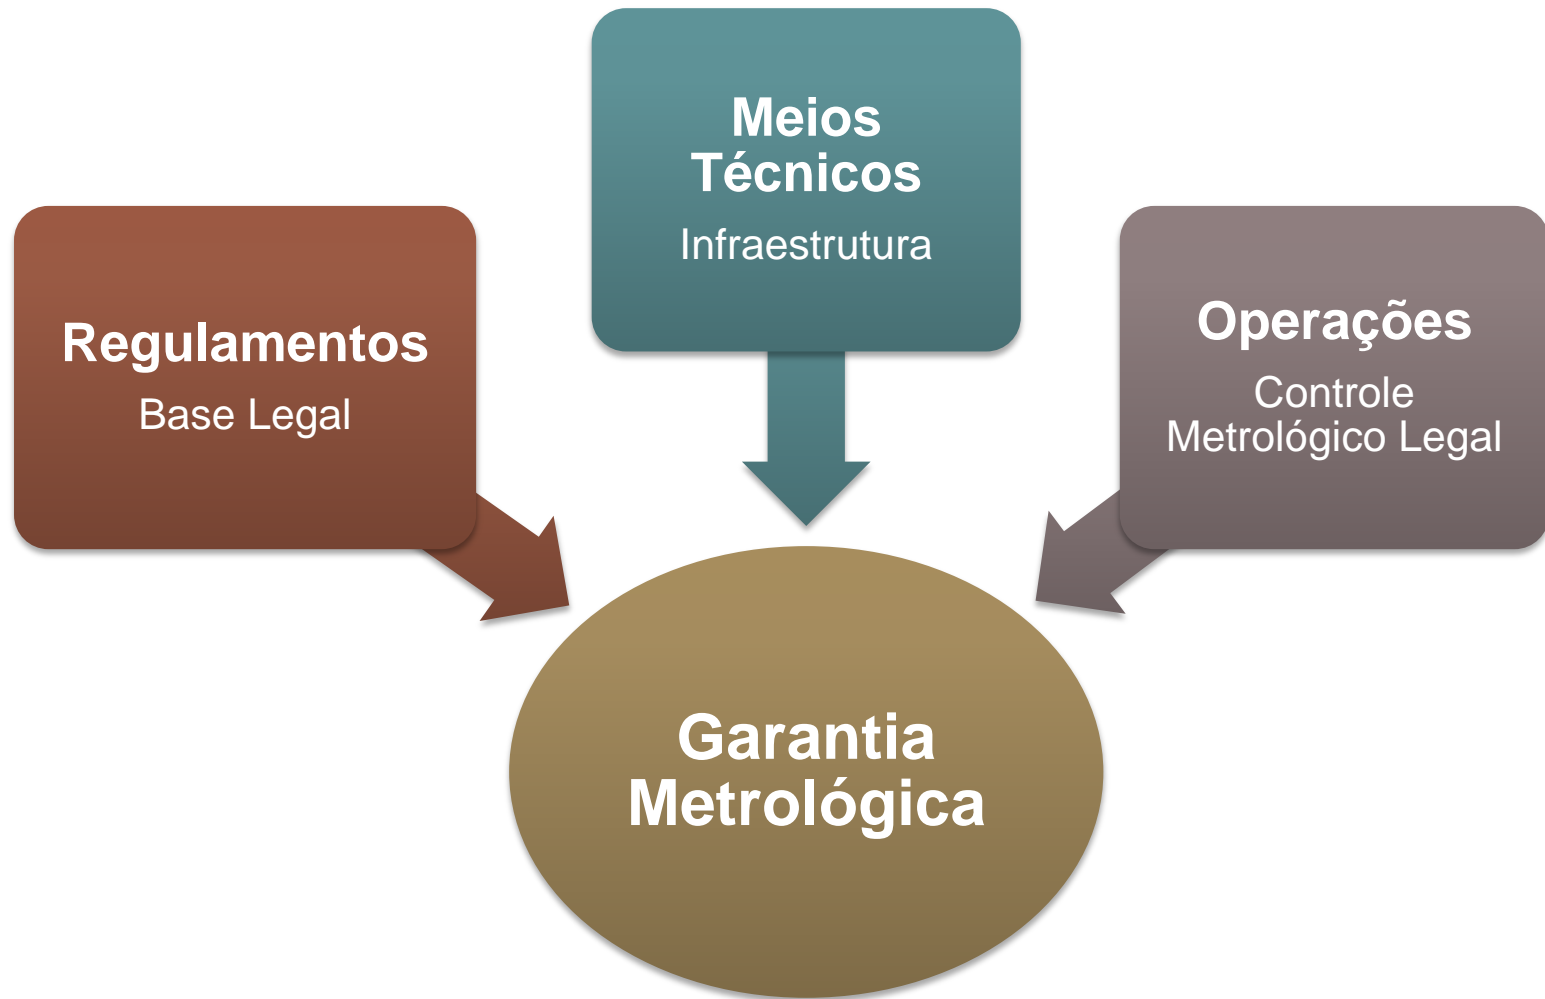 Meios
Técnicos
Infraestrutura
Regulamentos
Base Legal
Operações
Controle
Metrológico Legal
Garantia
Metrológica